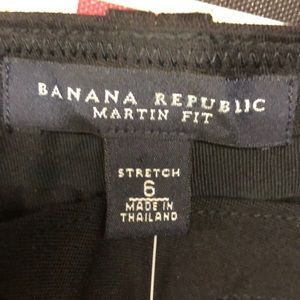 BANANA REPUBLIC
MARTIN FIT
STRETCH
6
MADE IN
THAILAND